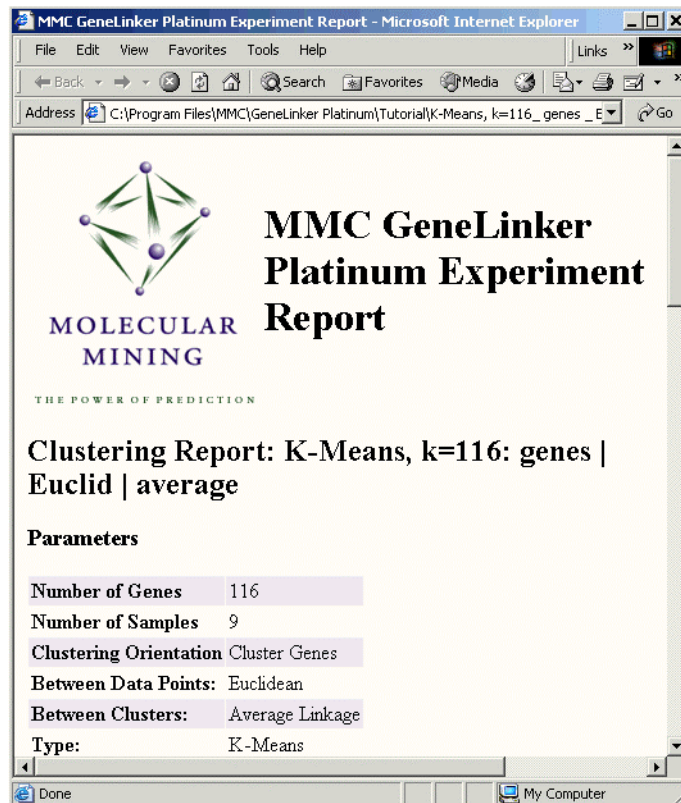 MMC GeneLinker Platinum Experiment Report - Microsoft Internet Explorer
File Edit View Favorites Tools Help Links »
Back Search Favorites Media »
Address C:\Program Files\MMC\GeneLinker Platinum\Tutorial\K-Means, k=116_ genes _ E Go
MOLECULAR
MINING
THE POWER OF PREDICTION
MMC GeneLinker
Platinum Experiment
Report
Clustering Report: K-Means, k=116: genes |
Euclid | average
Parameters
Number of Genes 116
Number of Samples 9
Clustering Orientation Cluster Genes
Between Data Points: Euclidean
Between Clusters: Average Linkage
Type: K-Means
Done My Computer